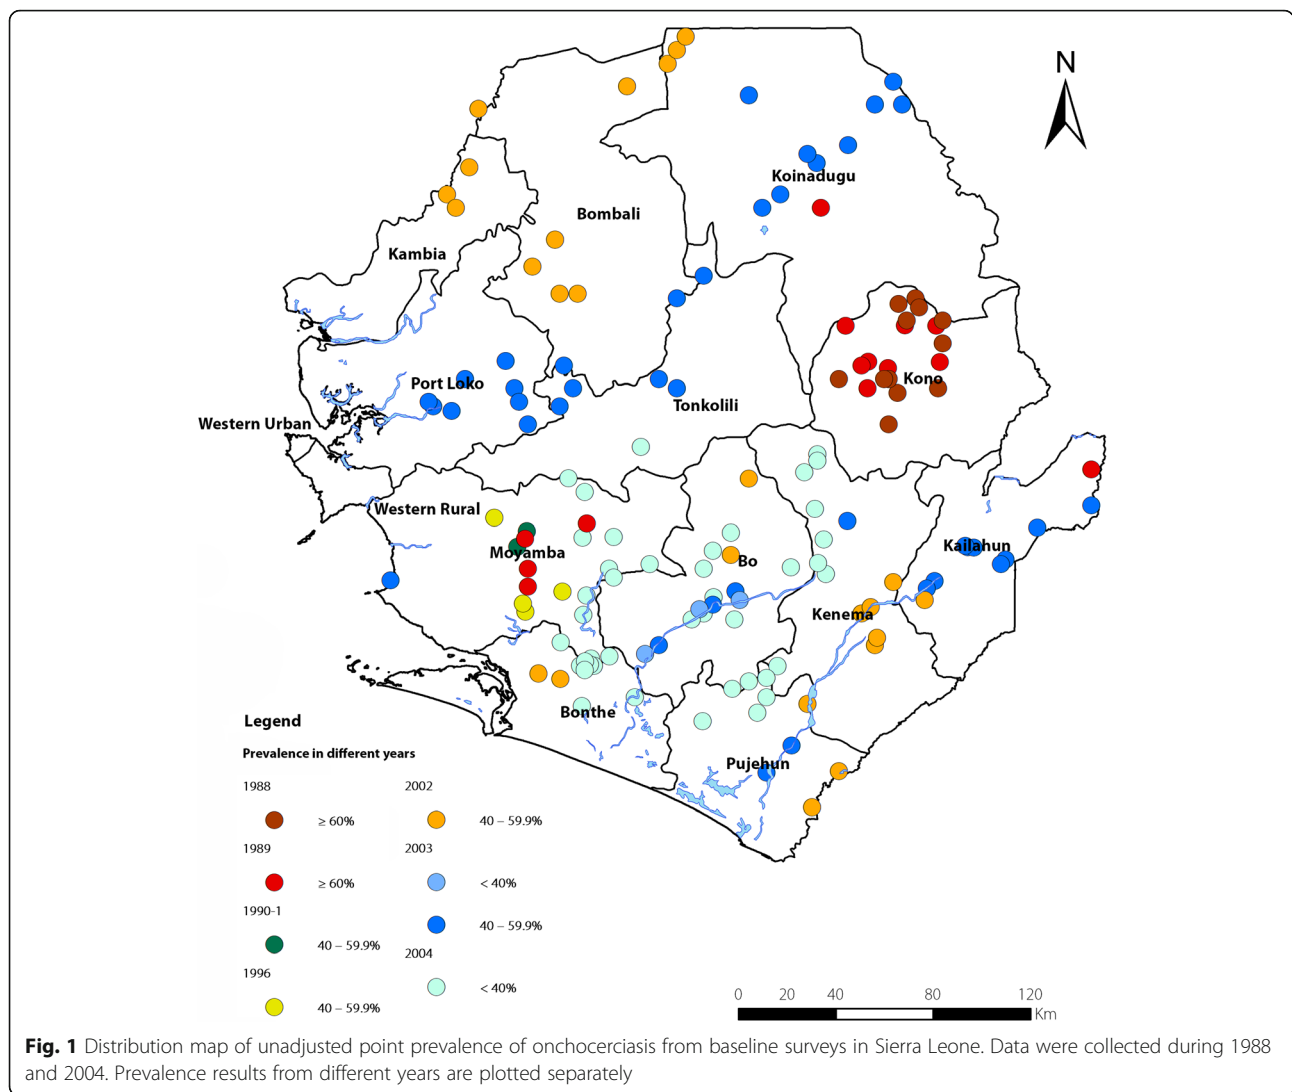 N
Koinadugu
Bombali
Kambia
Port Loko
Kono
Tonkolili
Western Urban
Western Rural
Moyamba
Bo
Kailahun
Kenema
Bonthe
Pujehun
Legend
Prevalence in different years
1988
≥ 60%
1989
≥ 60%
1990-1
40 – 59.9%
1996
40 – 59.9%
2002
40 – 59.9%
2003
< 40%
40 – 59.9%
2004
< 40%
0 20 40 80 120
Km
Fig. 1 Distribution map of unadjusted point prevalence of onchocerciasis from baseline surveys in Sierra Leone. Data were collected during 1988
and 2004. Prevalence results from different years are plotted separately